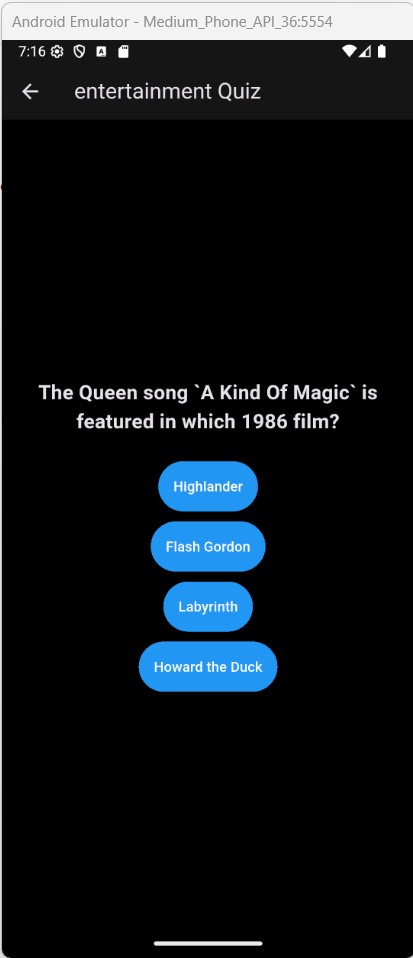 Android Emulator - Medium_Phone_API_36:5554
7:16
entertainment Quiz
The Queen song `A Kind Of Magic` is
featured in which 1986 film?
Highlander
Flash Gordon
Labyrinth
Howard the Duck